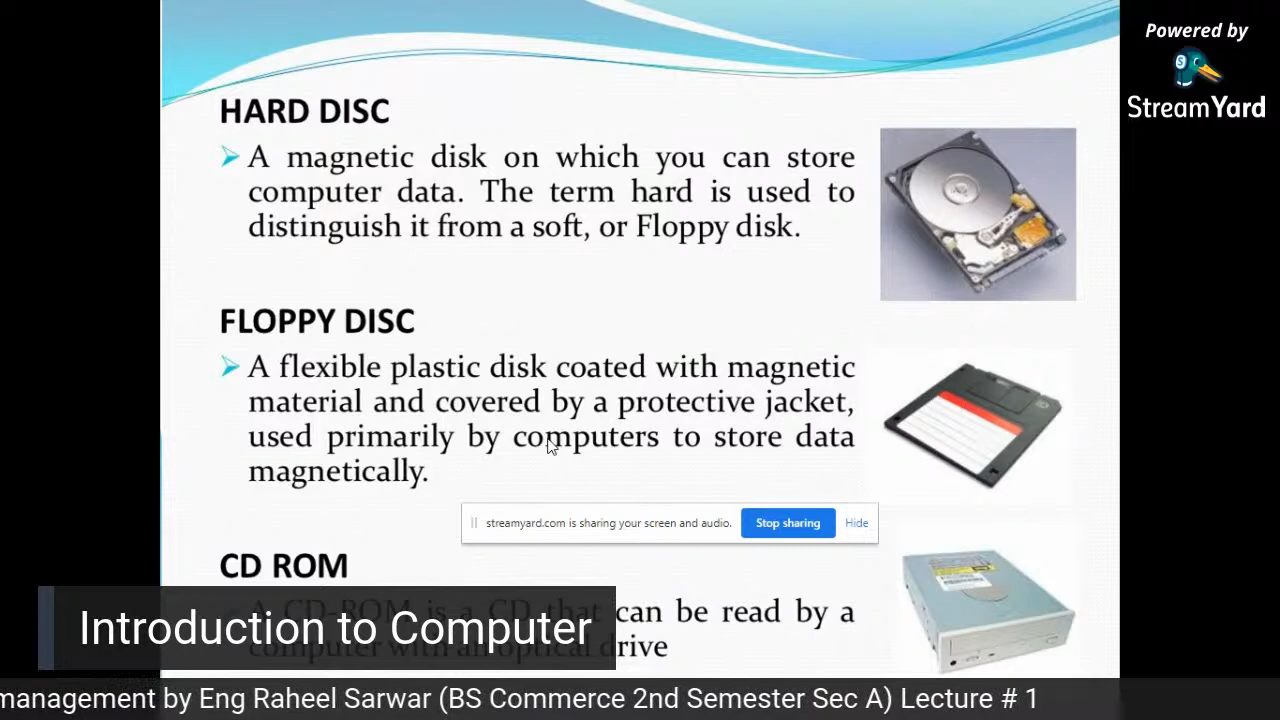 Powered by
StreamYard
HARD DISC
A magnetic disk on which you can store
computer data. The term hard is used to
distinguish it from a soft, or Floppy disk.
FLOPPY DISC
A flexible plastic disk coated with magnetic
material and covered by a protective jacket,
used primarily by computers to store data
magnetically.
streamyard.com is sharing your screen and audio. Stop sharing Hide
CD ROM
A CD-ROM is a CD that can be read by a
computer with an optical drive
Introduction to Computer
management by Eng Raheel Sarwar (BS Commerce 2nd Semester Sec A) Lecture # 1